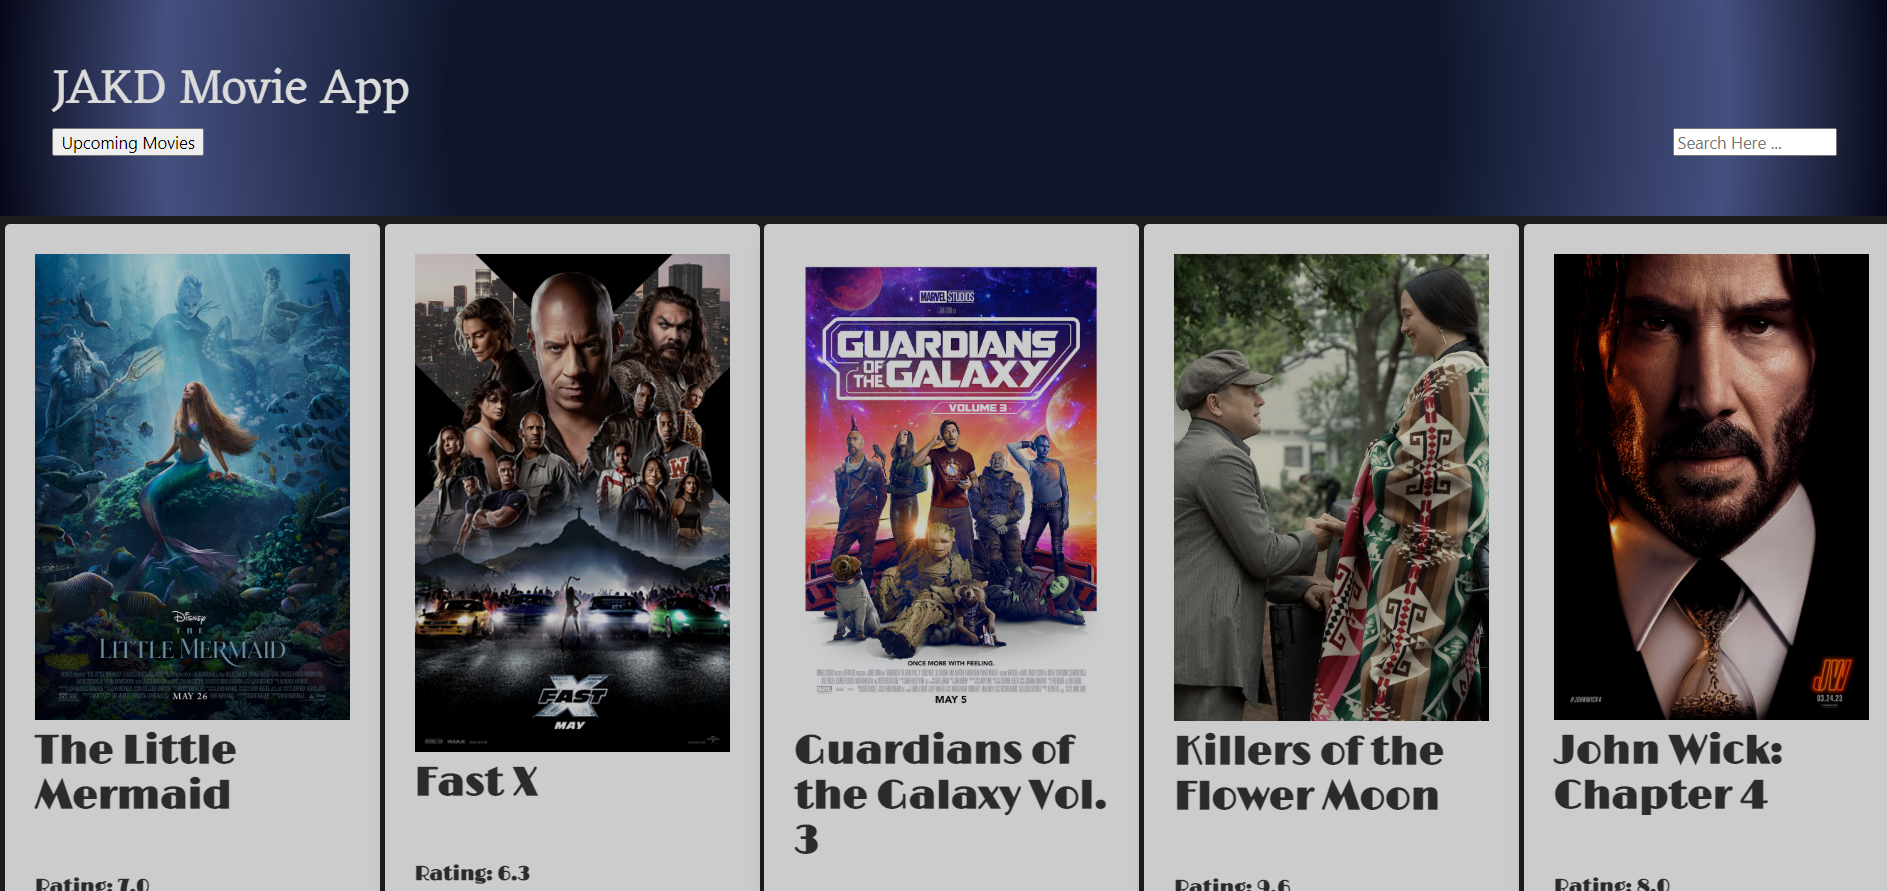 JAKD Movie App
Upcoming Movies
Search Here ...
Disney
THE
LITTLE MERMAID
MAY 26
The Little
Mermaid
Rating: 7.0
W
FAST X
MAY
Fast X
Rating: 6.3
MARVEL STUDIOS
GUARDIANS
OF THE GALAXY
VOLUME 3
ONCE MORE WITH FEELING.
MAY 5
Guardians of
the Galaxy Vol.
3
Killers of the
Flower Moon
Rating: 9.6
JW
03.24.23
#JOHNWICK4
John Wick:
Chapter 4
Rating: 8.0